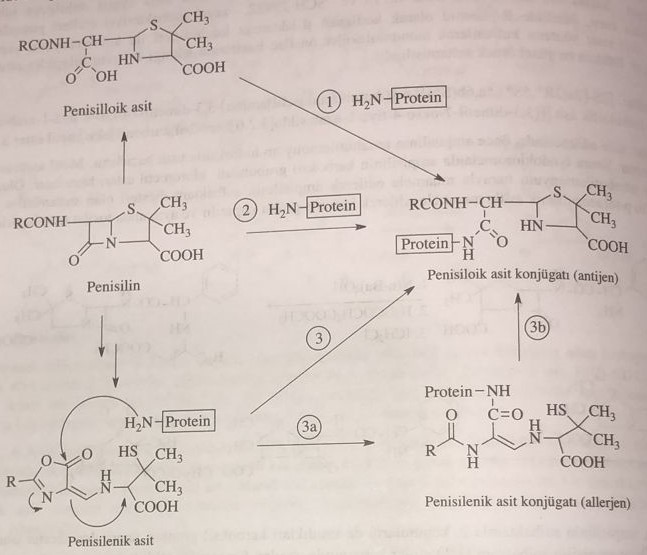 S
CH₃
RCONH–CH
CH₃
C
HN
COOH
O
OH
Penisilloik asit
1 H₂N–Protein
RCONH
S
CH₃
CH₃
N
O
COOH
Penisilin
2 H₂N–Protein
RCONH–CH
S
CH₃
CH₃
C
HN
Protein–N
H
O
COOH
Penisiloik asit konjügatı (antijen)
3
3b
H₂N–Protein
3a
O
O
R
N
H
N
HS
CH₃
CH₃
COOH
Penisilenik asit
Protein–NH
O
C=O
HS
CH₃
H
N
CH₃
R
N
H
COOH
Penisilenik asit konjügatı (allerjen)